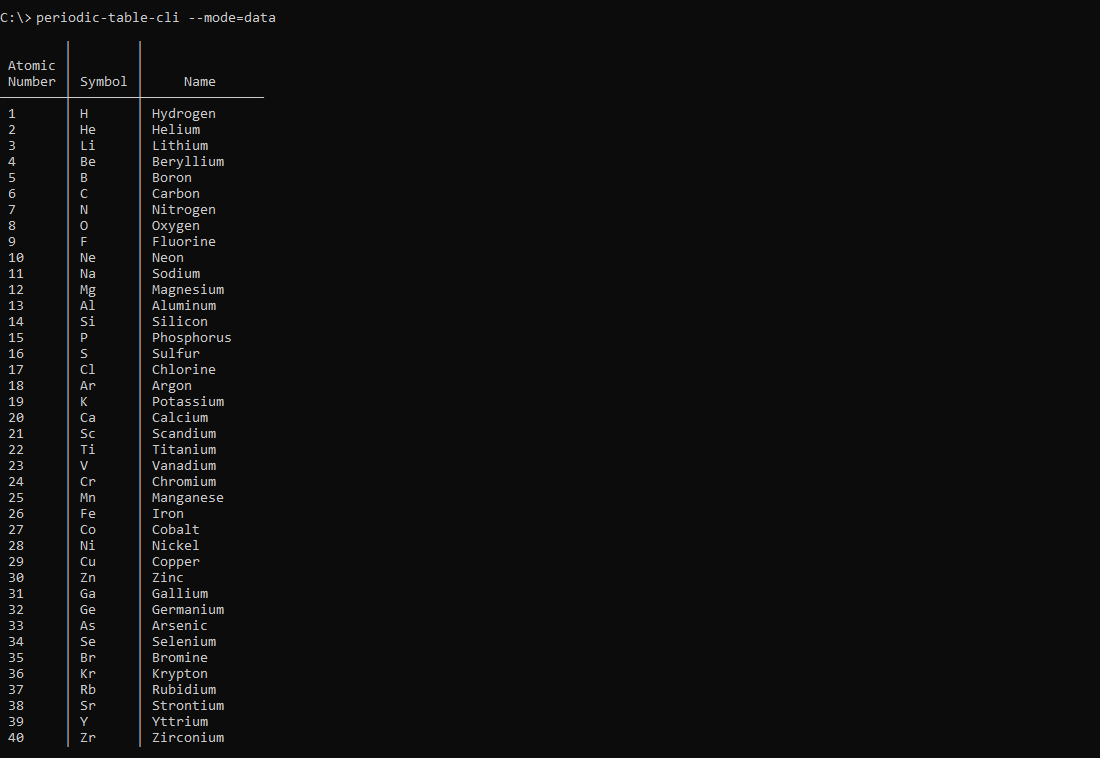 C:\> periodic-table-cli --mode=data
Atomic
Number Symbol Name
1 H Hydrogen
2 He Helium
3 Li Lithium
4 Be Beryllium
5 B Boron
6 C Carbon
7 N Nitrogen
8 O Oxygen
9 F Fluorine
10 Ne Neon
11 Na Sodium
12 Mg Magnesium
13 Al Aluminum
14 Si Silicon
15 P Phosphorus
16 S Sulfur
17 Cl Chlorine
18 Ar Argon
19 K Potassium
20 Ca Calcium
21 Sc Scandium
22 Ti Titanium
23 V Vanadium
24 Cr Chromium
25 Mn Manganese
26 Fe Iron
27 Co Cobalt
28 Ni Nickel
29 Cu Copper
30 Zn Zinc
31 Ga Gallium
32 Ge Germanium
33 As Arsenic
34 Se Selenium
35 Br Bromine
36 Kr Krypton
37 Rb Rubidium
38 Sr Strontium
39 Y Yttrium
40 Zr Zirconium